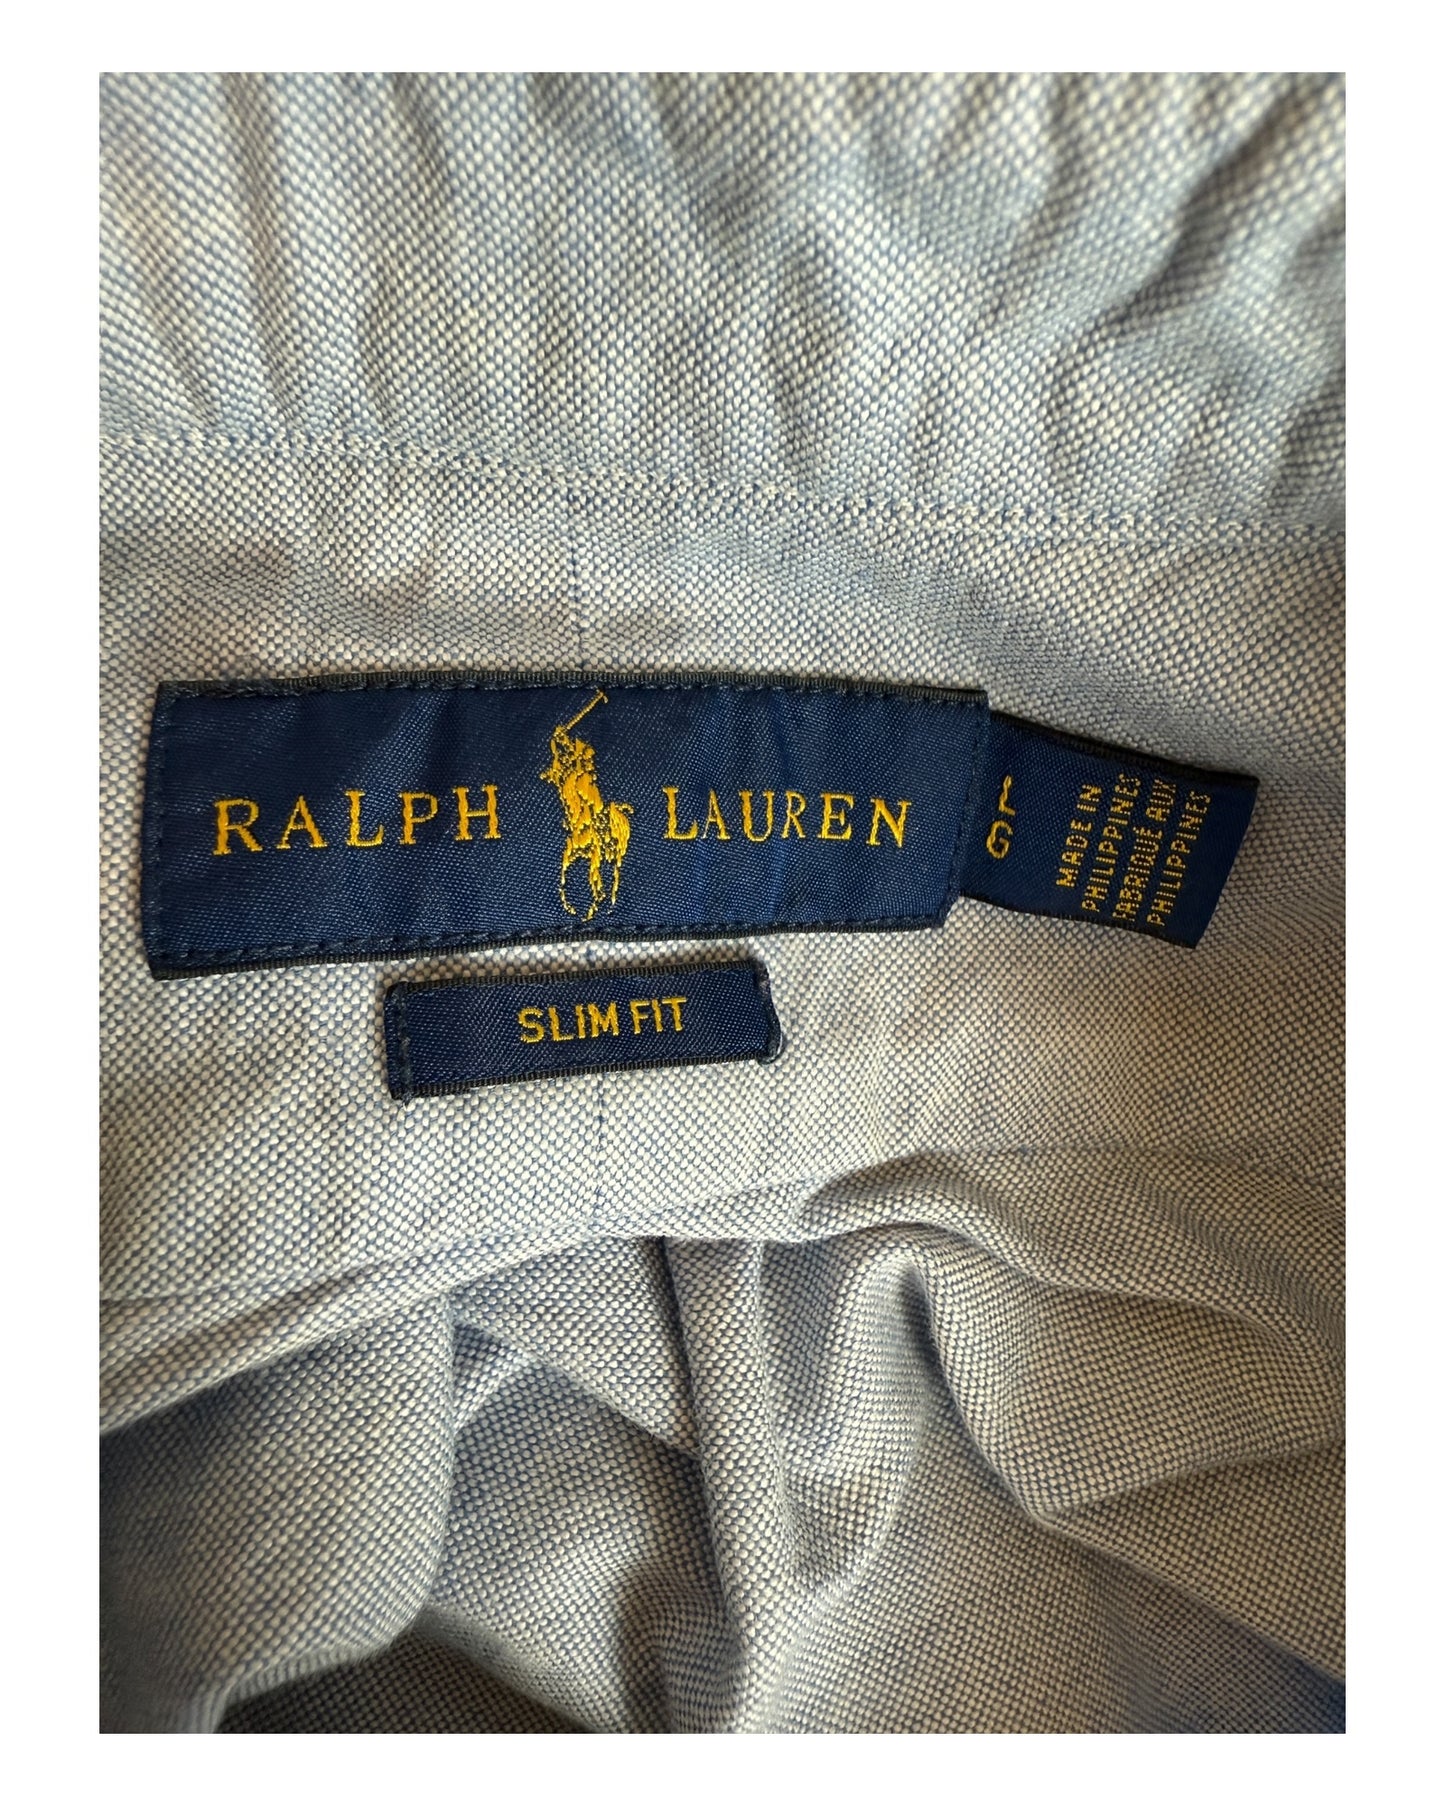 RALPH LAUREN
L
G
MADE IN
PHILIPPINES
FABRIQUÉ AUX
PHILIPPINES
SLIM FIT